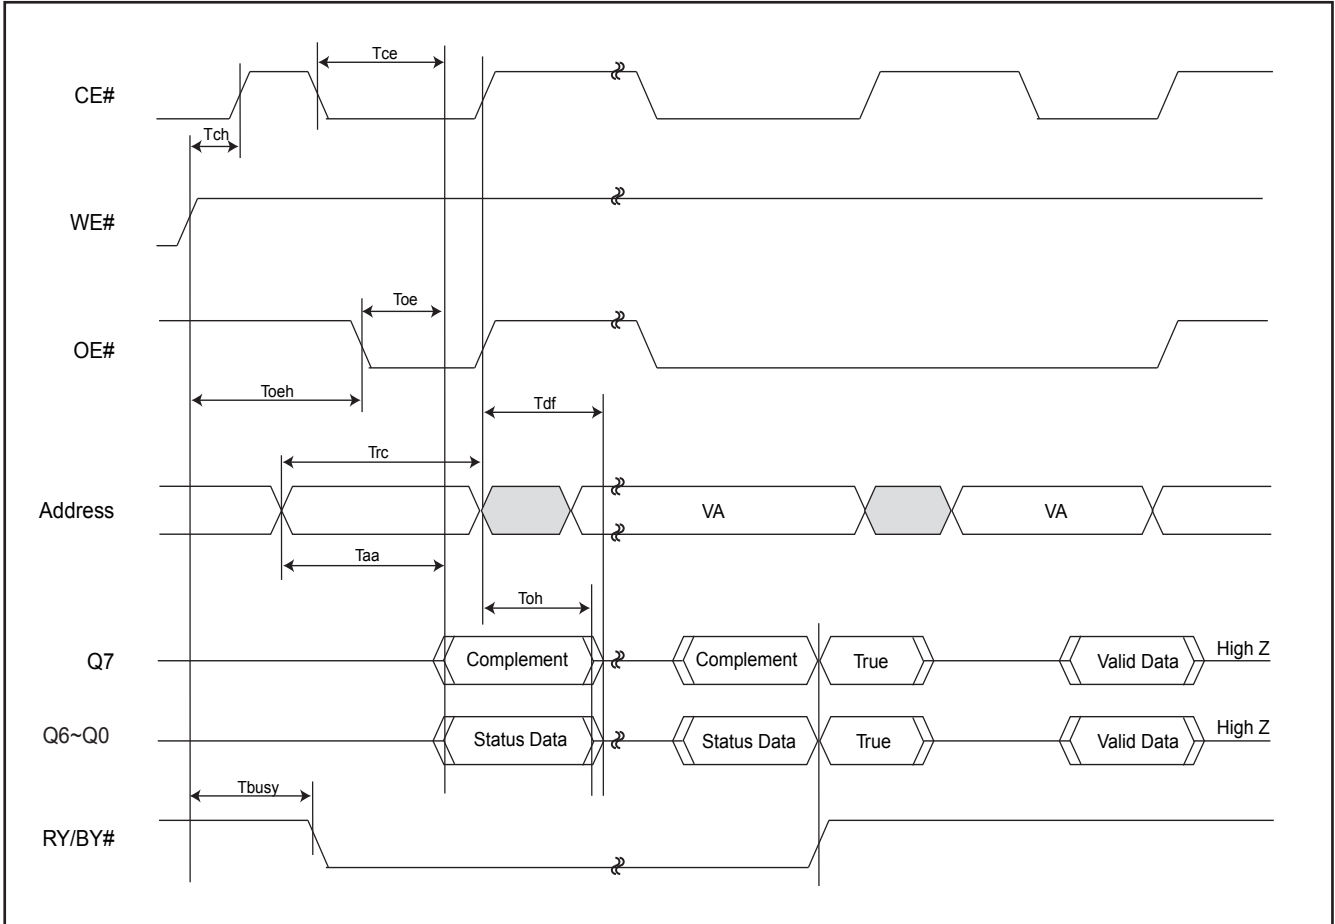 Tce
CE#
Tch
WE#
Toe
OE#
Toeh
Tdf
Trc
Address
VA
VA
Taa
Toh
Q7
Complement
Complement
True
Valid Data
High Z
Q6~Q0
Status Data
Status Data
True
Valid Data
High Z
Tbusy
RY/BY#